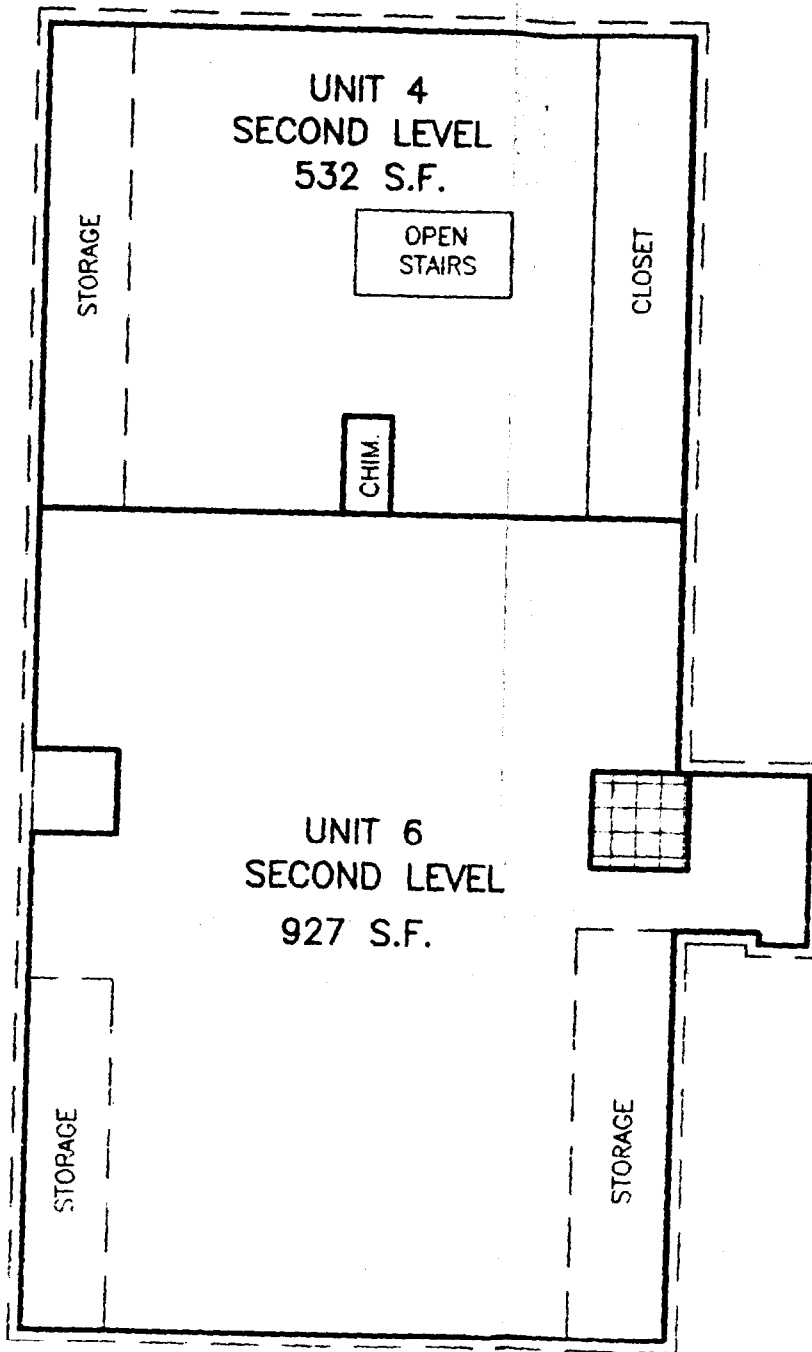 UNIT 4
SECOND LEVEL
532 S.F.
STORAGE
OPEN
STAIRS
CLOSET
CHIM.
UNIT 6
SECOND LEVEL
927 S.F.
STORAGE
STORAGE